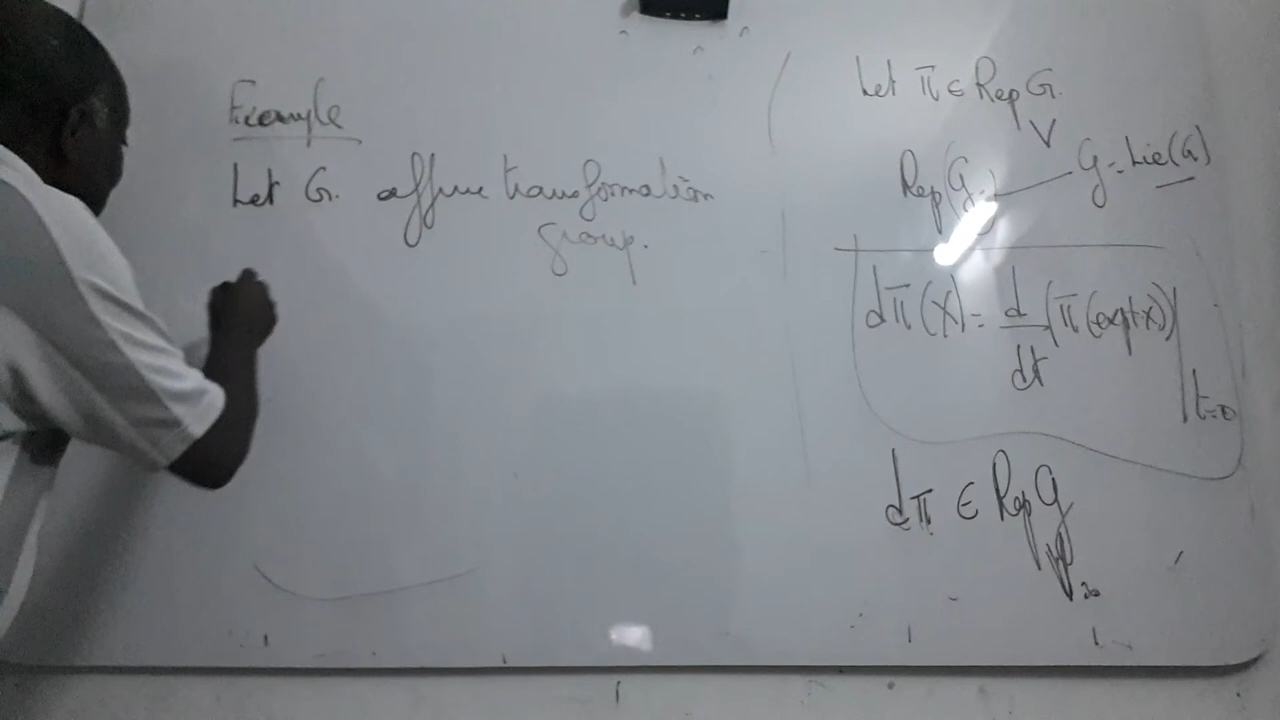 Example
Let G. affine transformation
group.
Let π ∈ Rep G.
Rep(G.) G = Lie(G)
dπ(X) = d/dt (π(exp tX))|t=0
dπ ∈ Rep G